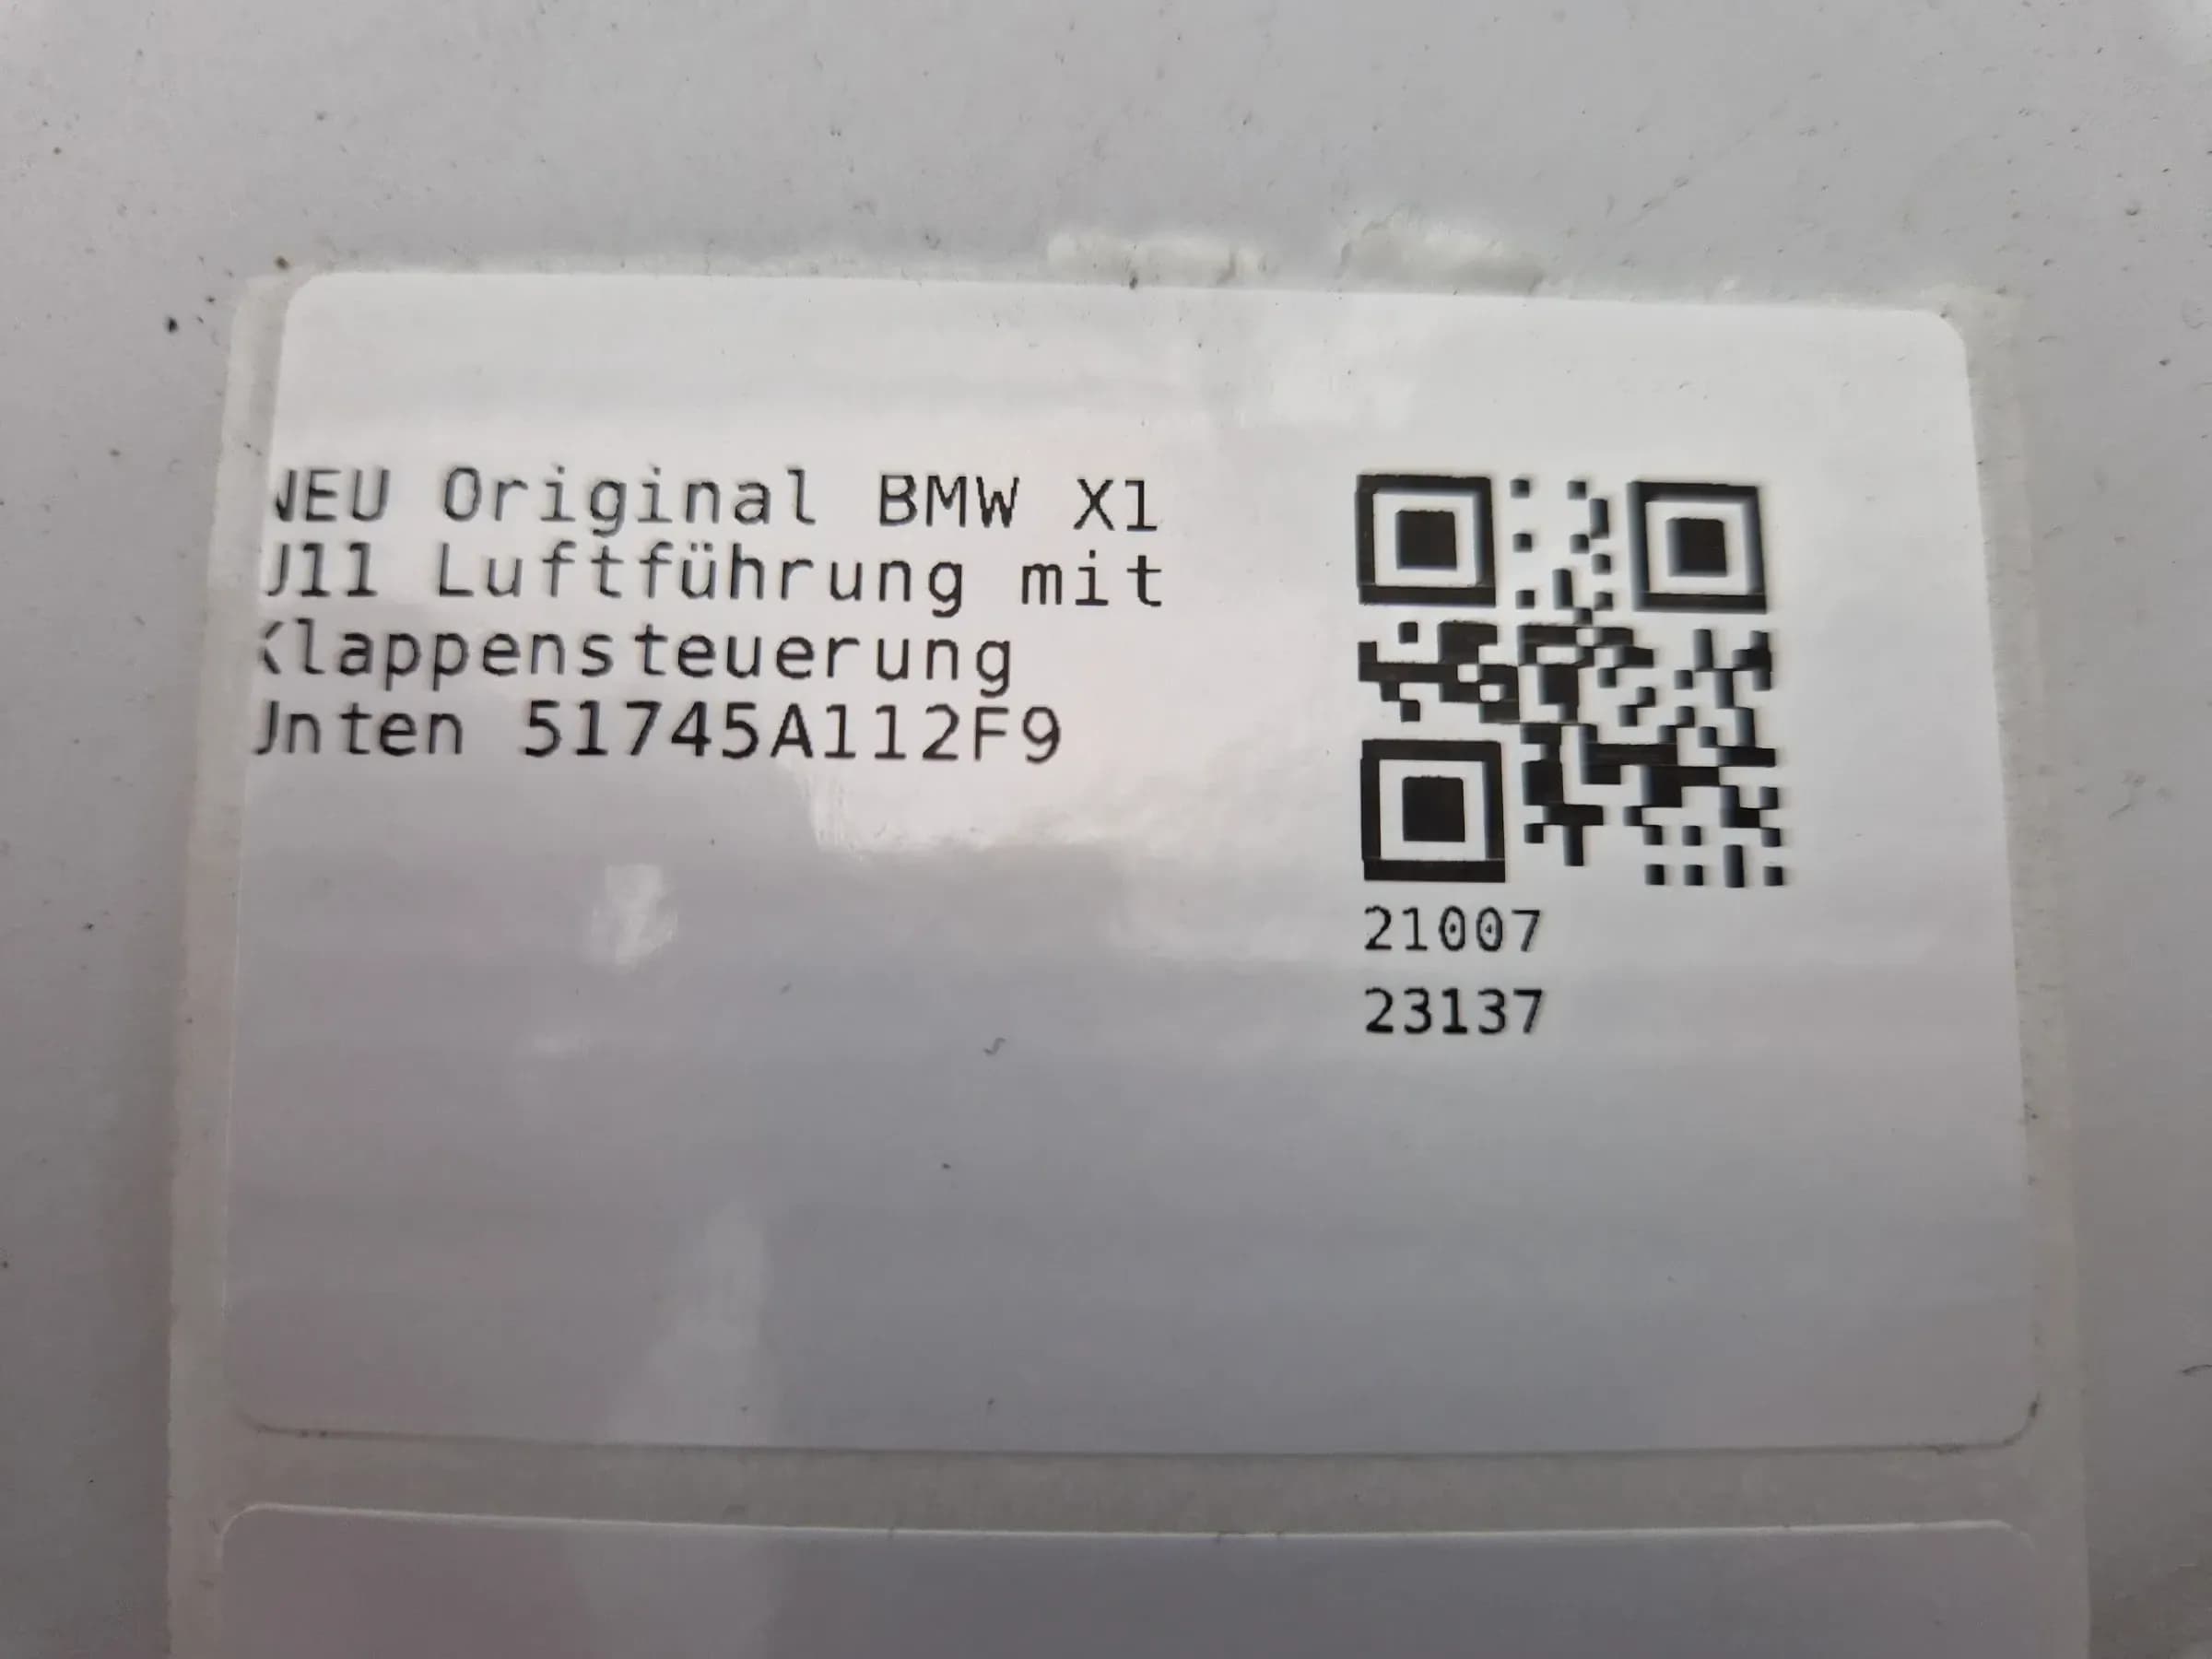 NEU Original BMW X1
U11 Luftführung mit
Klappensteuerung
Unten 51745A112F9
21007
23137